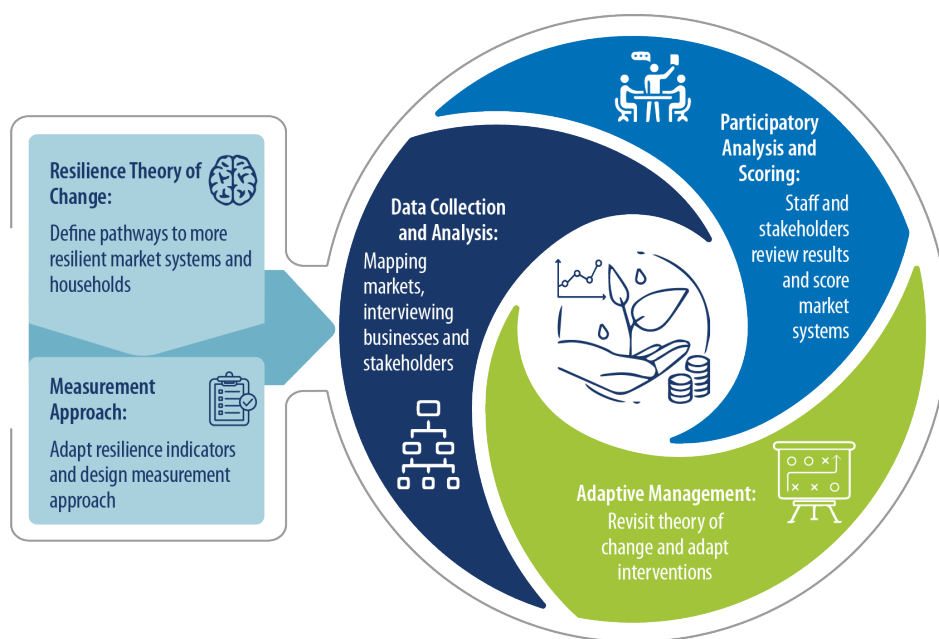 Resilience Theory of
Change:
Define pathways to more
resilient market systems and
households
Measurement
Approach:
Adapt resilience indicators
and design measurement
approach
Data Collection
and Analysis:
Mapping
markets,
interviewing
businesses and
stakeholders
Participatory
Analysis and
Scoring:
Staff and
stakeholders
review results
and score
market
systems
Adaptive Management:
Revisit theory of
change and adapt
interventions